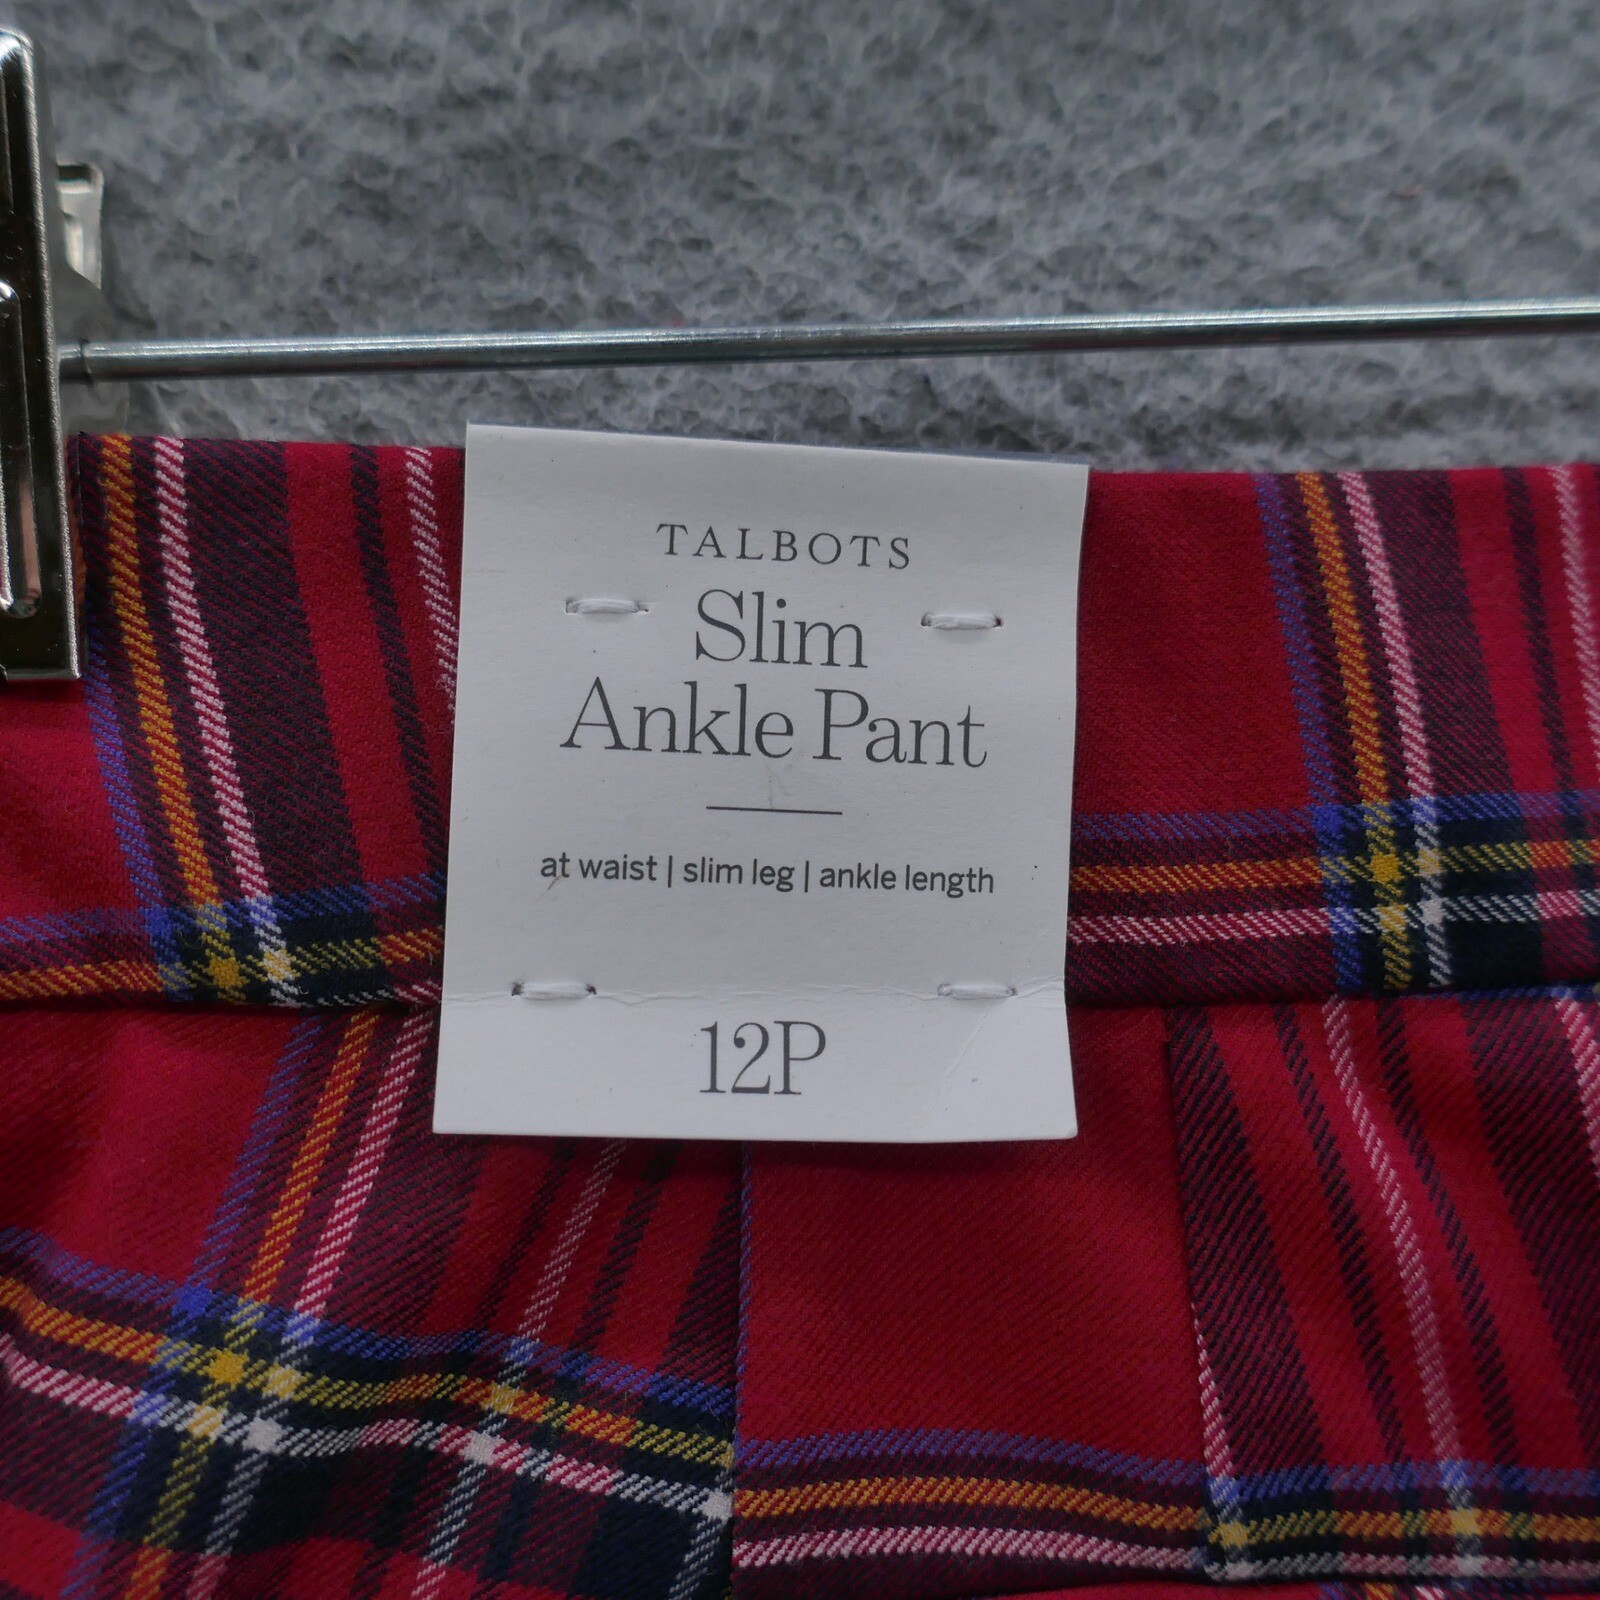 TALBOTS
Slim
Ankle Pant
at waist | slim leg | ankle length
12P